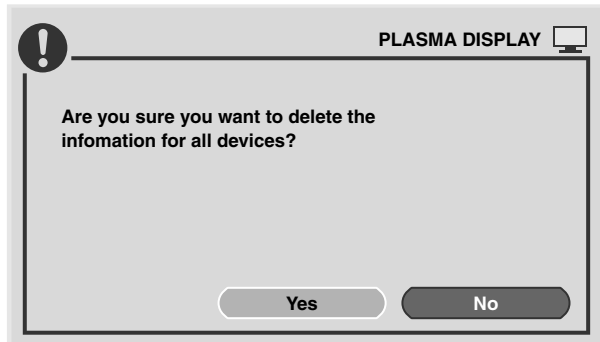 PLASMA DISPLAY
Are you sure you want to delete the
infomation for all devices?
Yes No